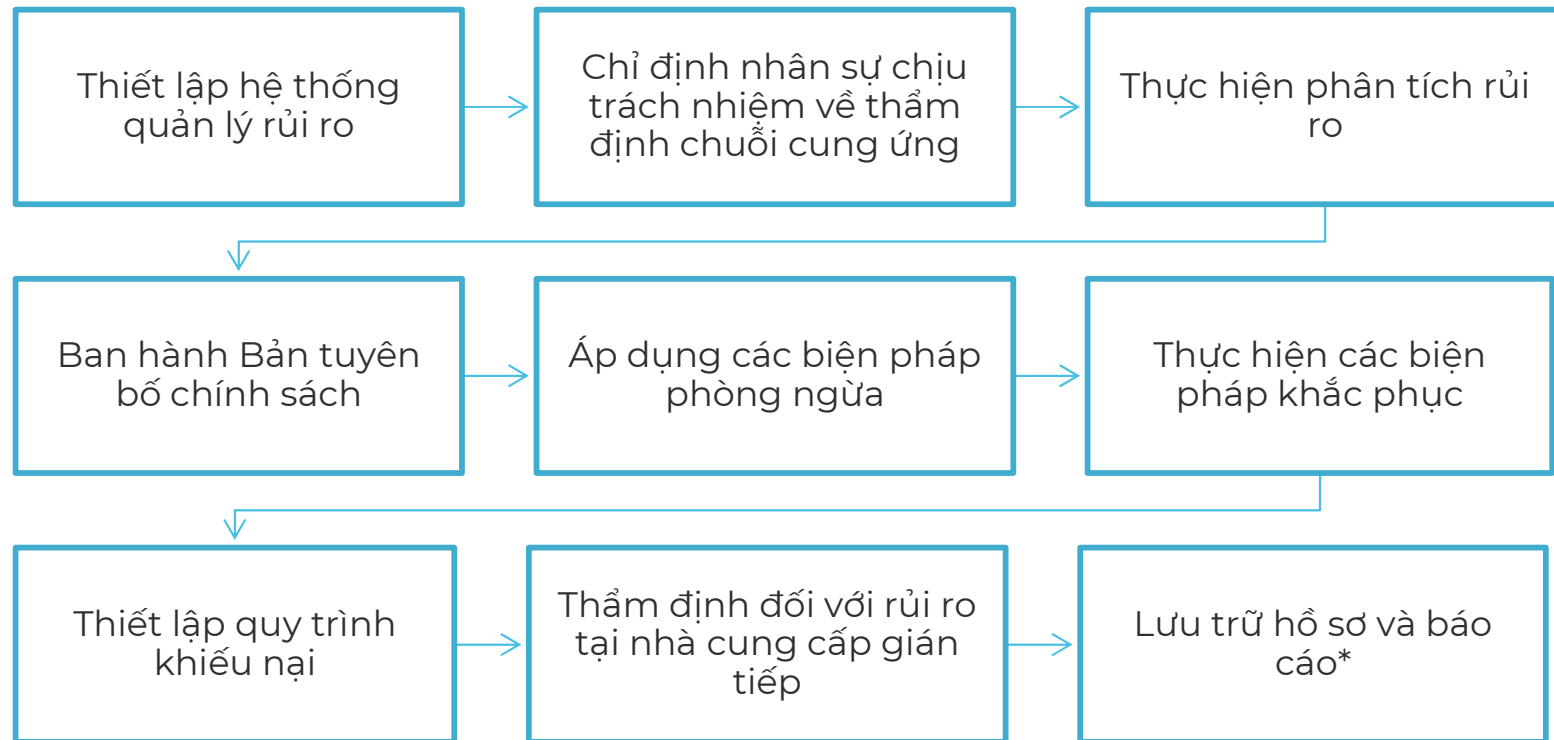 Thiết lập hệ thống
quản lý rủi ro
Chỉ định nhân sự chịu
trách nhiệm về thẩm
định chuỗi cung ứng
Thực hiện phân tích rủi
ro
Ban hành Bản tuyên
bố chính sách
Áp dụng các biện pháp
phòng ngừa
Thực hiện các biện
pháp khắc phục
Thiết lập quy trình
khiếu nại
Thẩm định đối với rủi ro
tại nhà cung cấp gián
tiếp
Lưu trữ hồ sơ và báo
cáo*